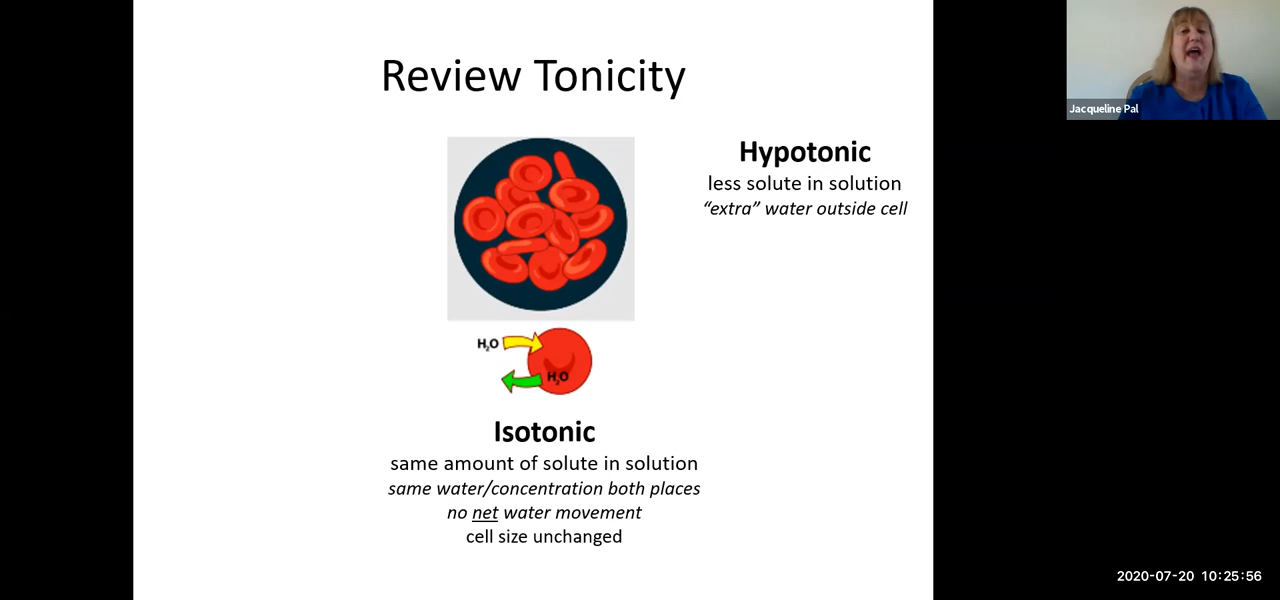 Review Tonicity
Jacqueline Pal
Hypotonic
less solute in solution
“extra” water outside cell
H₂O
H₂O
Isotonic
same amount of solute in solution
same water/concentration both places
no net water movement
cell size unchanged
2020-07-20 10:25:56